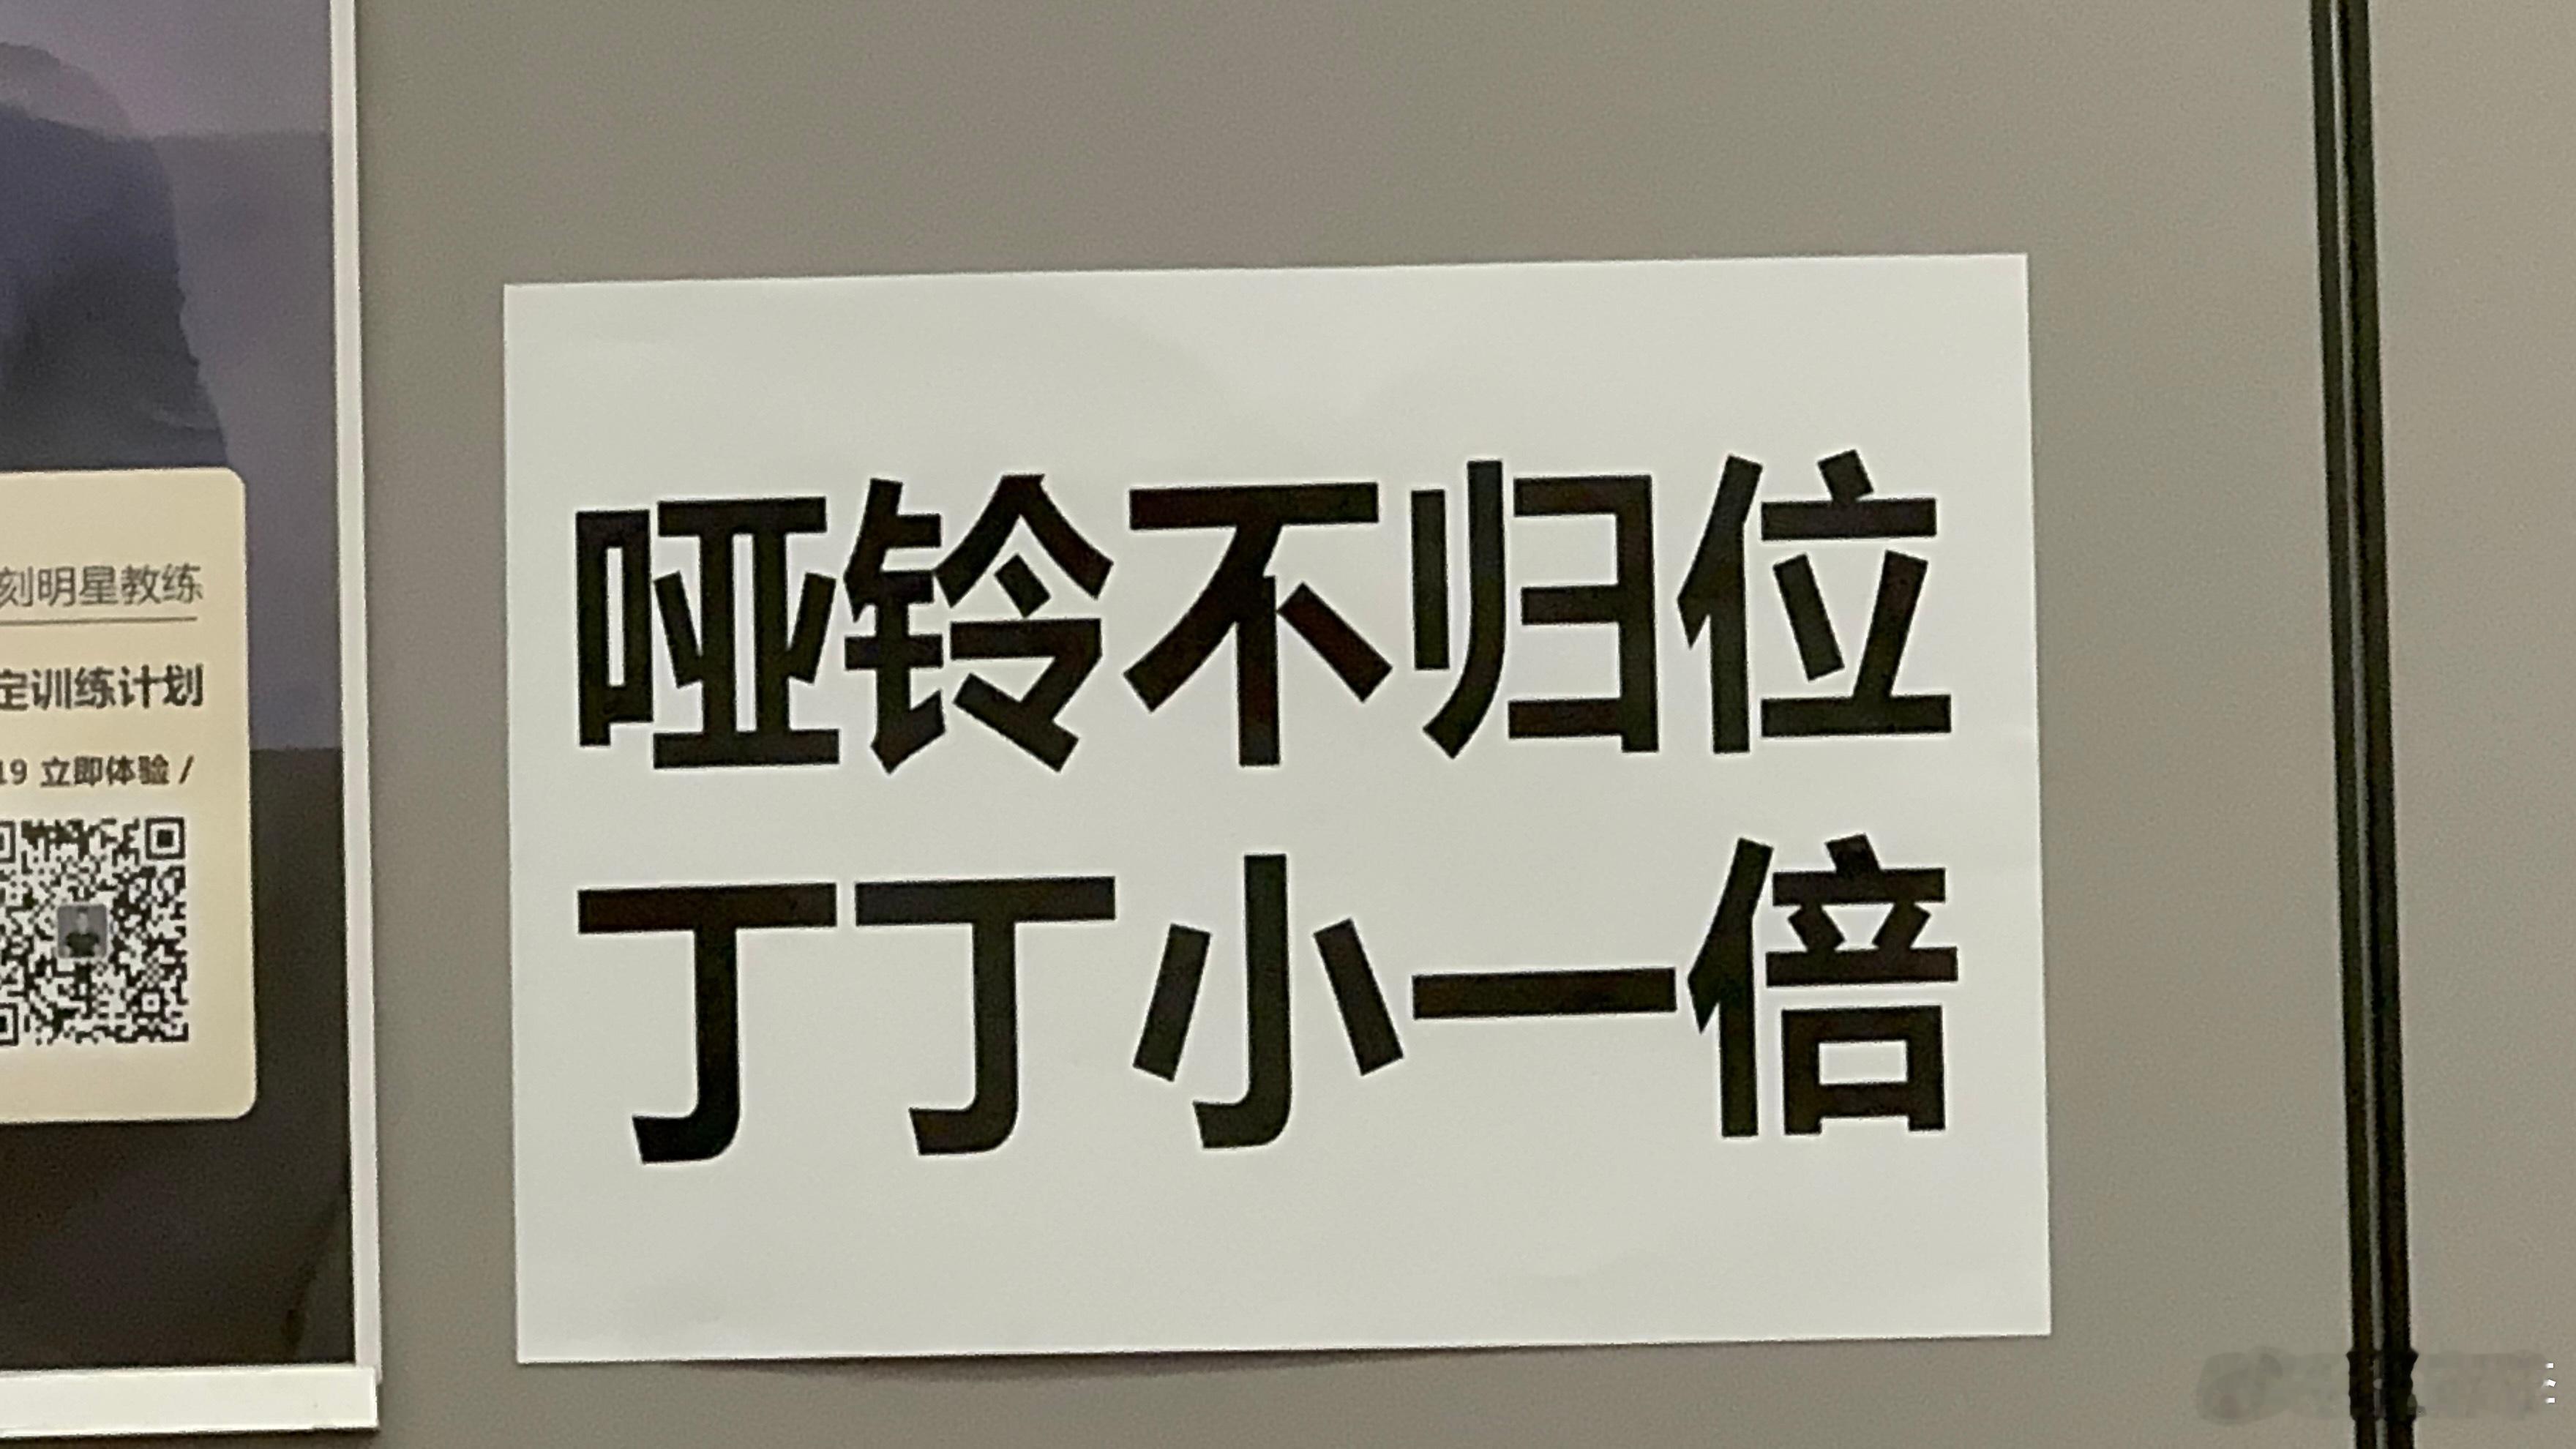 刻明星教练
定训练计划
19 立即体验 /
哑铃不归位
丁丁小一倍